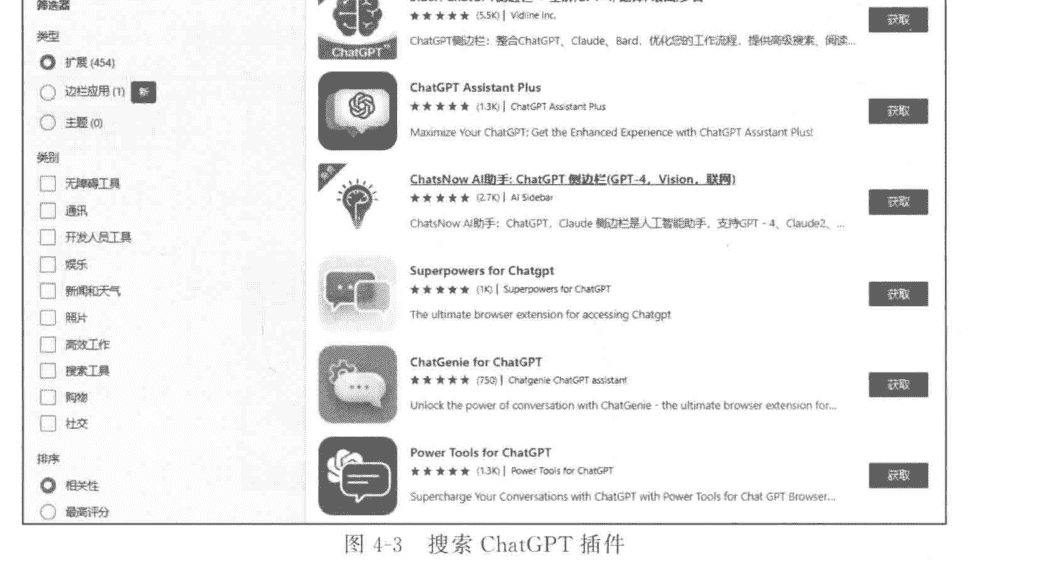 筛选器
类型
扩展 (454)
边栏应用 (1) 新
主题 (0)
类别
无障碍工具
通讯
开发人员工具
娱乐
新闻和天气
照片
高效工作
搜索工具
购物
社交
排序
相关性
最高评分
ChatGPT
(5.5K) | Vidline Inc.
ChatGPT侧边栏：整合ChatGPT、Claude、Bard，优化您的工作流程，提供高级搜索、阅读...
获取
ChatGPT Assistant Plus
(1.3K) | ChatGPT Assistant Plus
Maximize Your ChatGPT: Get the Enhanced Experience with ChatGPT Assistant Plus!
获取
ChatsNow AI助手: ChatGPT 侧边栏(GPT-4，Vision，联网)
(2.7K) | AI Sidebar
ChatsNow AI助手：ChatGPT，Claude 侧边栏是人工智能助手，支持GPT - 4、Claude2、...
获取
Superpowers for Chatgpt
(1K) | Superpowers for ChatGPT
The ultimate browser extension for accessing Chatgpt
获取
ChatGenie for ChatGPT
(750) | Chatgenie ChatGPT assistant
Unlock the power of conversation with ChatGenie - the ultimate browser extension for...
获取
Power Tools for ChatGPT
(1.3K) | Power Tools for ChatGPT
Supercharge Your Conversations with ChatGPT with Power Tools for Chat GPT Browser...
获取
图 4-3 搜索 ChatGPT 插件